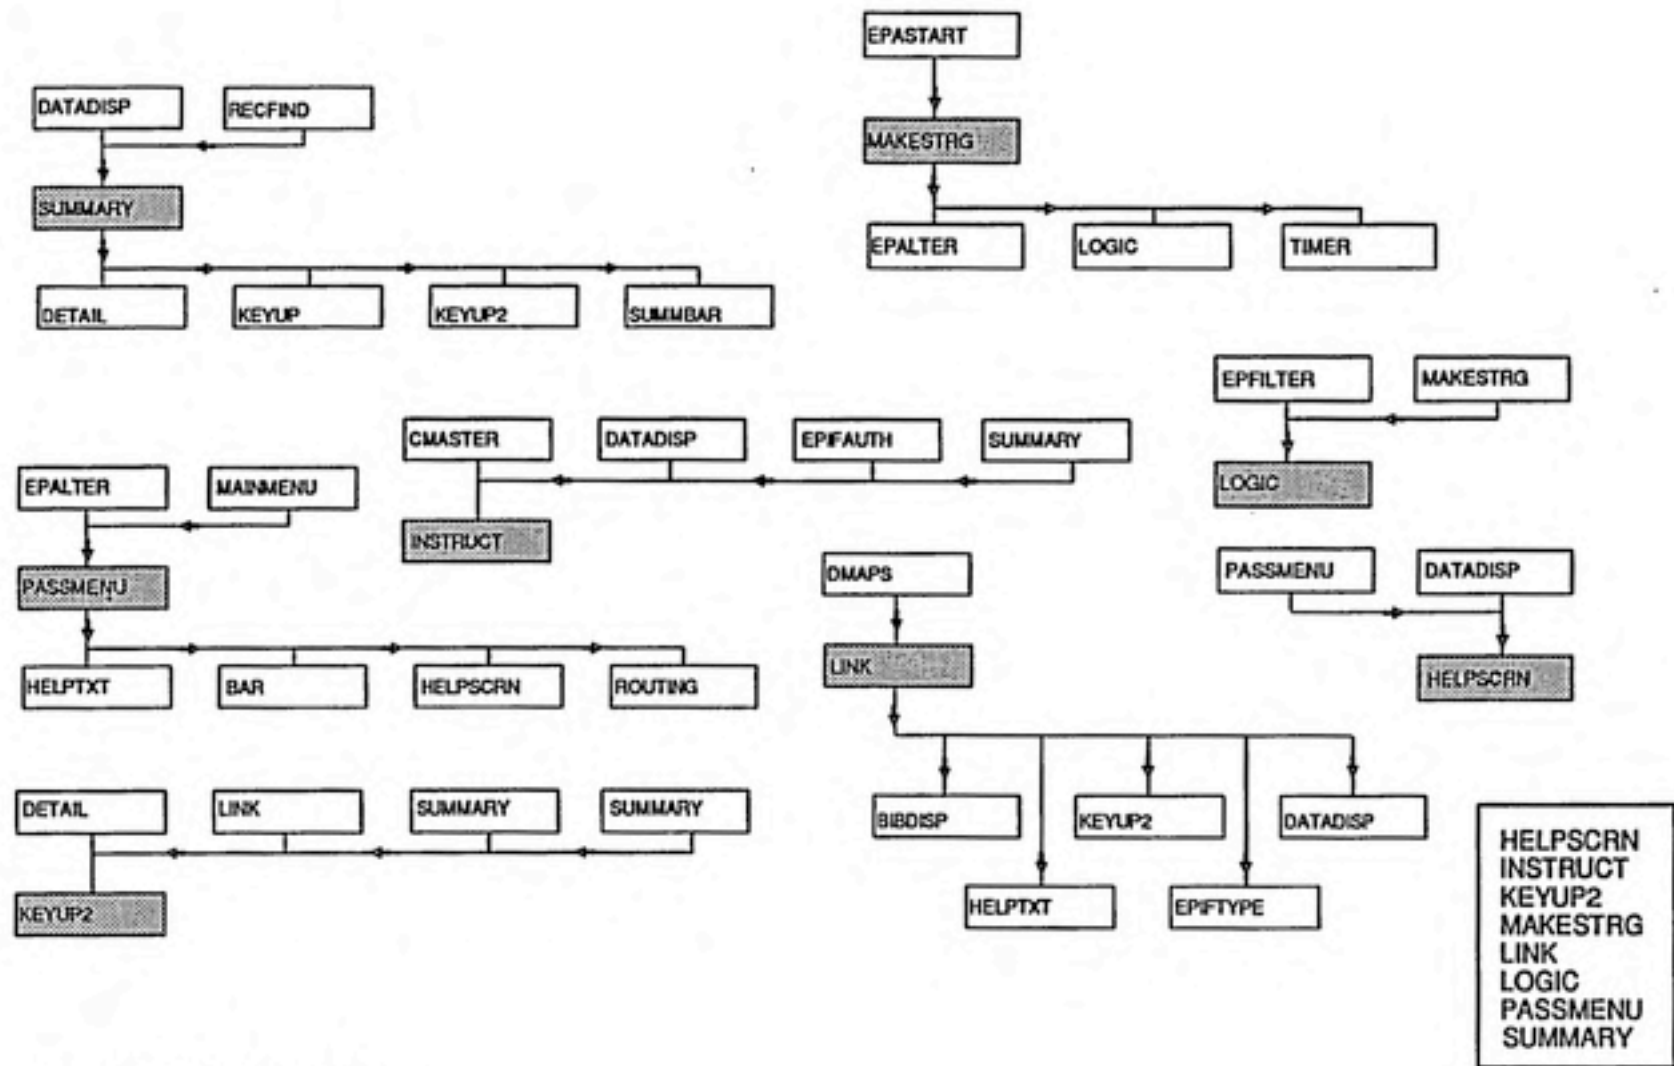 EPASTART
DATADISP
RECFIND
MAKESTRG
SUMMARY
EPALTER
LOGIC
TIMER
DETAIL
KEYUP
KEYUP2
SUMMBAR
EPFILTER
MAKESTRG
LOGIC
CMASTER
DATADISP
EPIFAUTH
SUMMARY
INSTRUCT
EPALTER
MAINMENU
PASSMENU
HELPTXT
BAR
HELPSCRN
ROUTING
PASSMENU
DATADISP
HELPSCRN
DMAPS
LINK
BIBDISP
KEYUP2
DATADISP
HELPTXT
EPIFTYPE
DETAIL
LINK
SUMMARY
SUMMARY
KEYUP2
HELPSCRN
INSTRUCT
KEYUP2
MAKESTRG
LINK
LOGIC
PASSMENU
SUMMARY